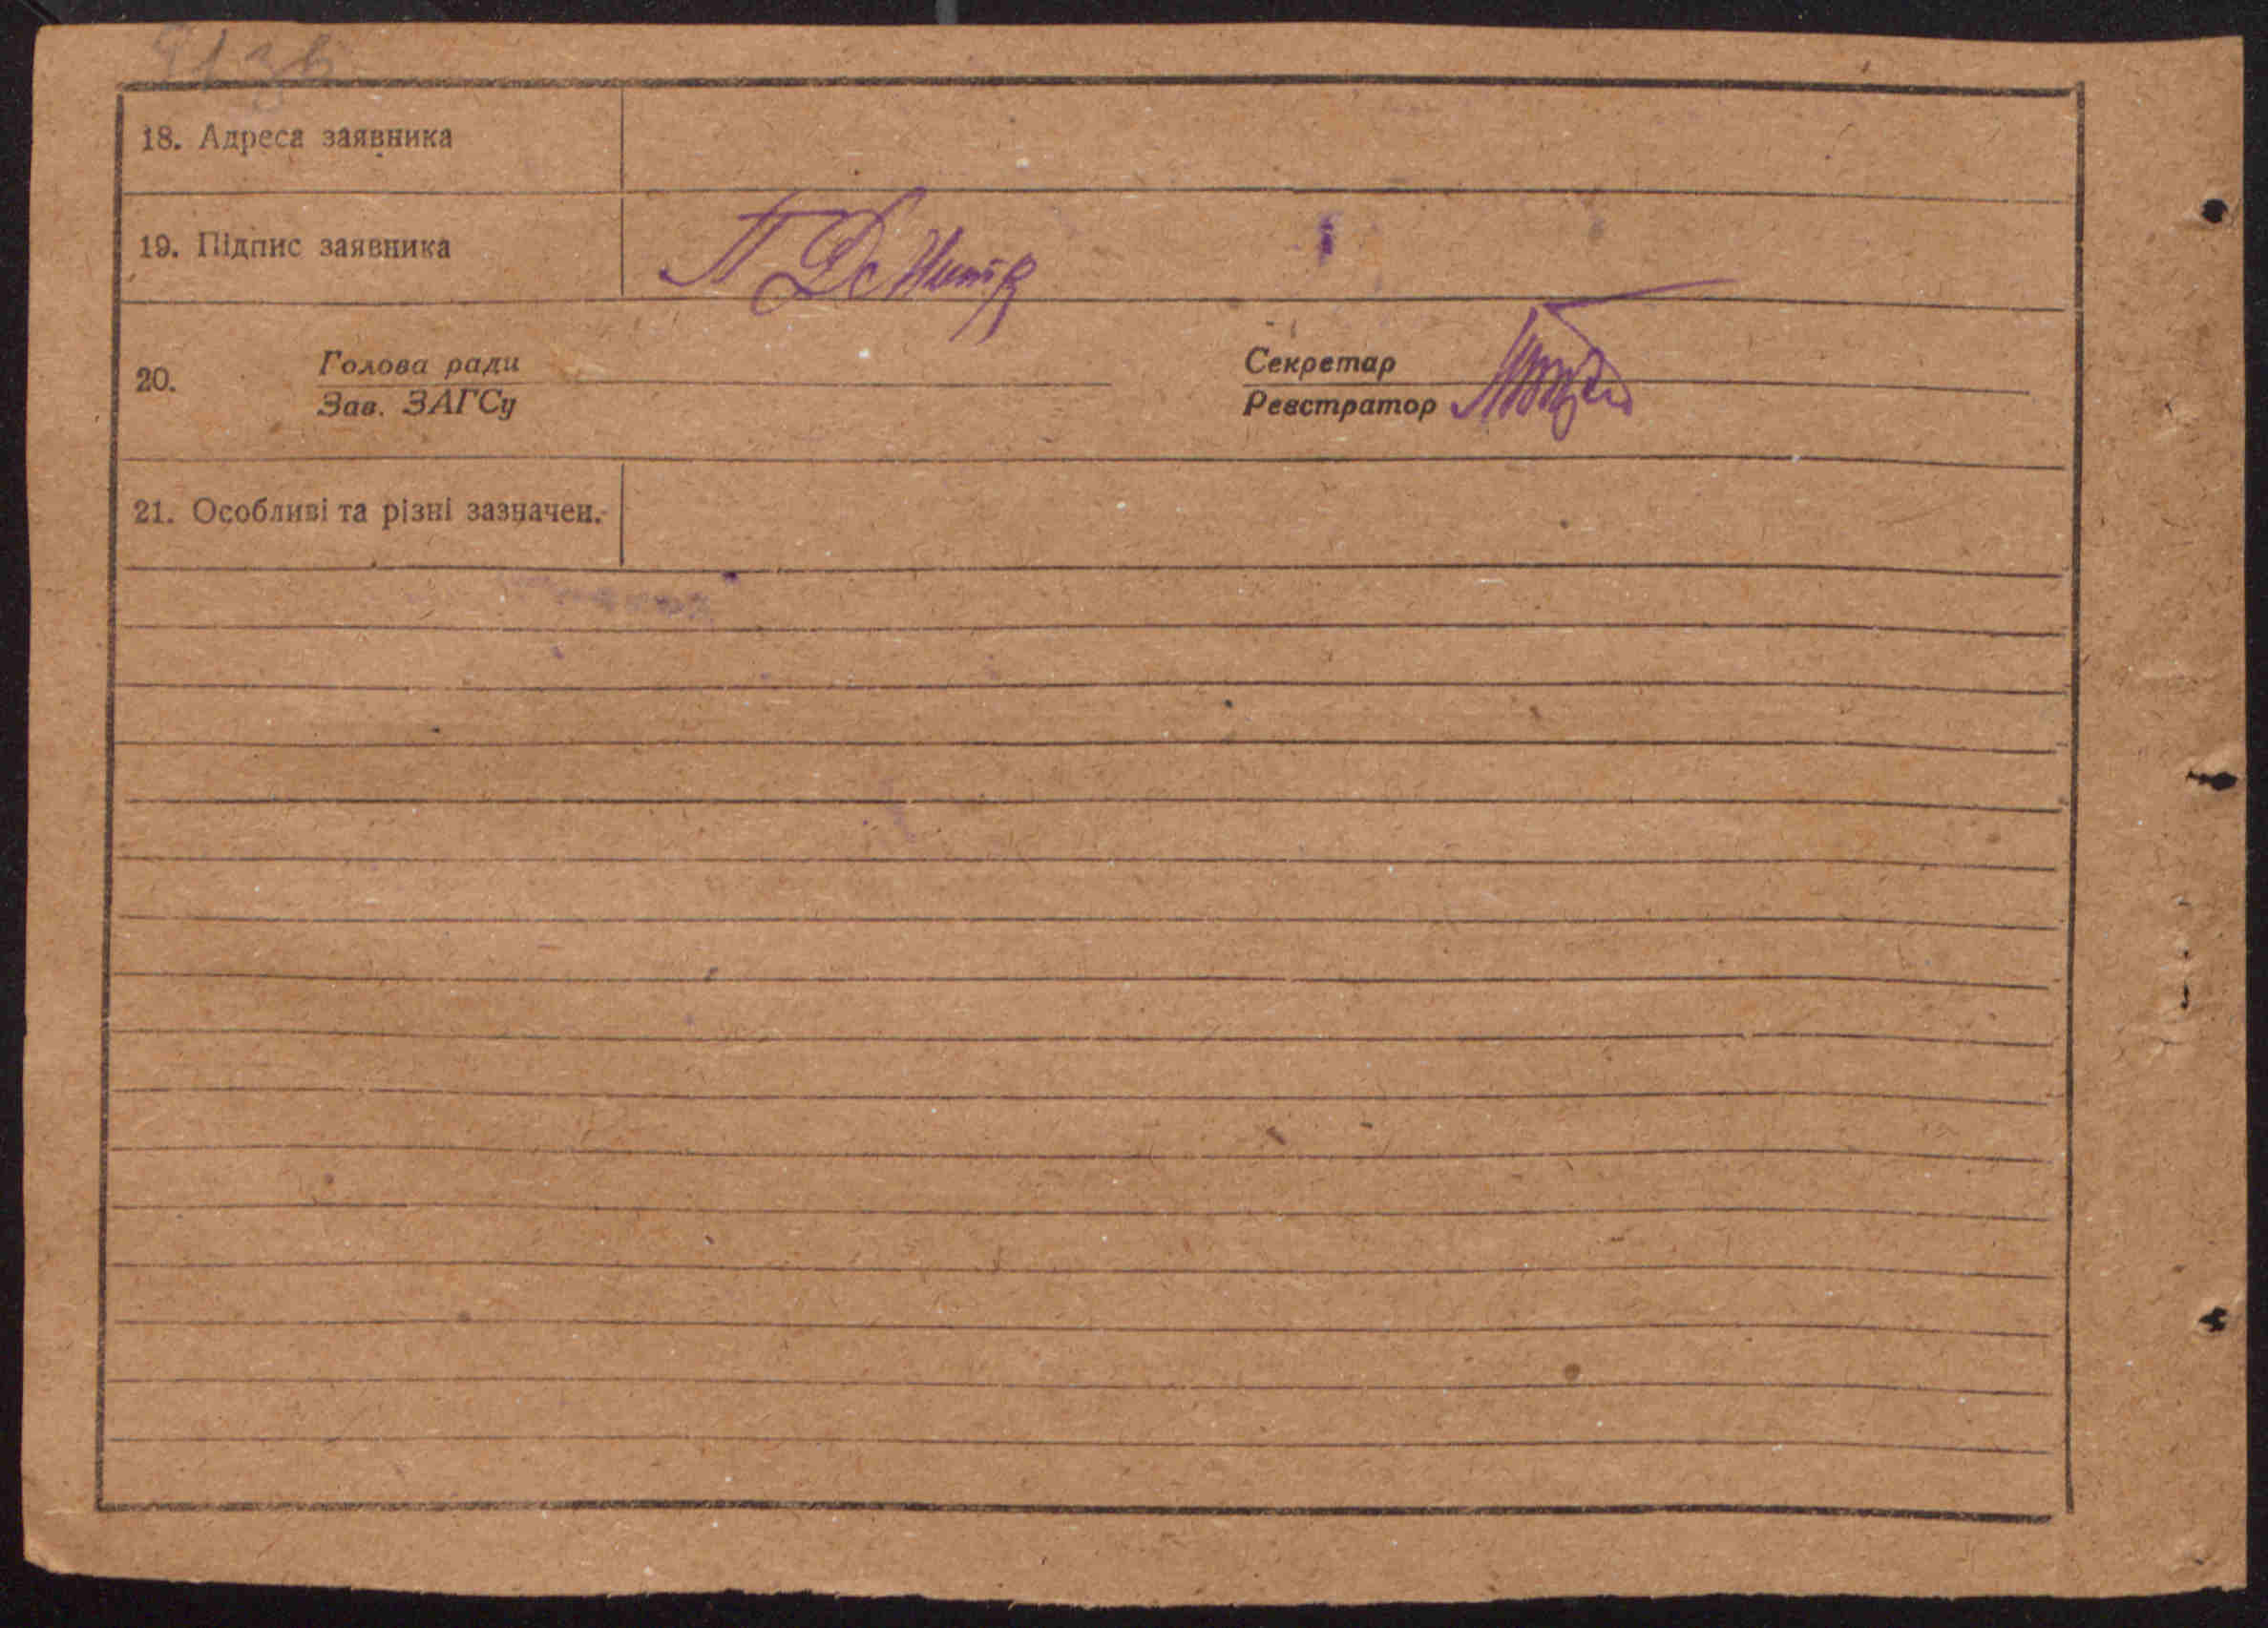 18. Адреса заявника
19. Підпис заявника
20. Голова ради
Зав. ЗАГСу
Секретар
Реєстратор
21. Особливі та різні зазначен.